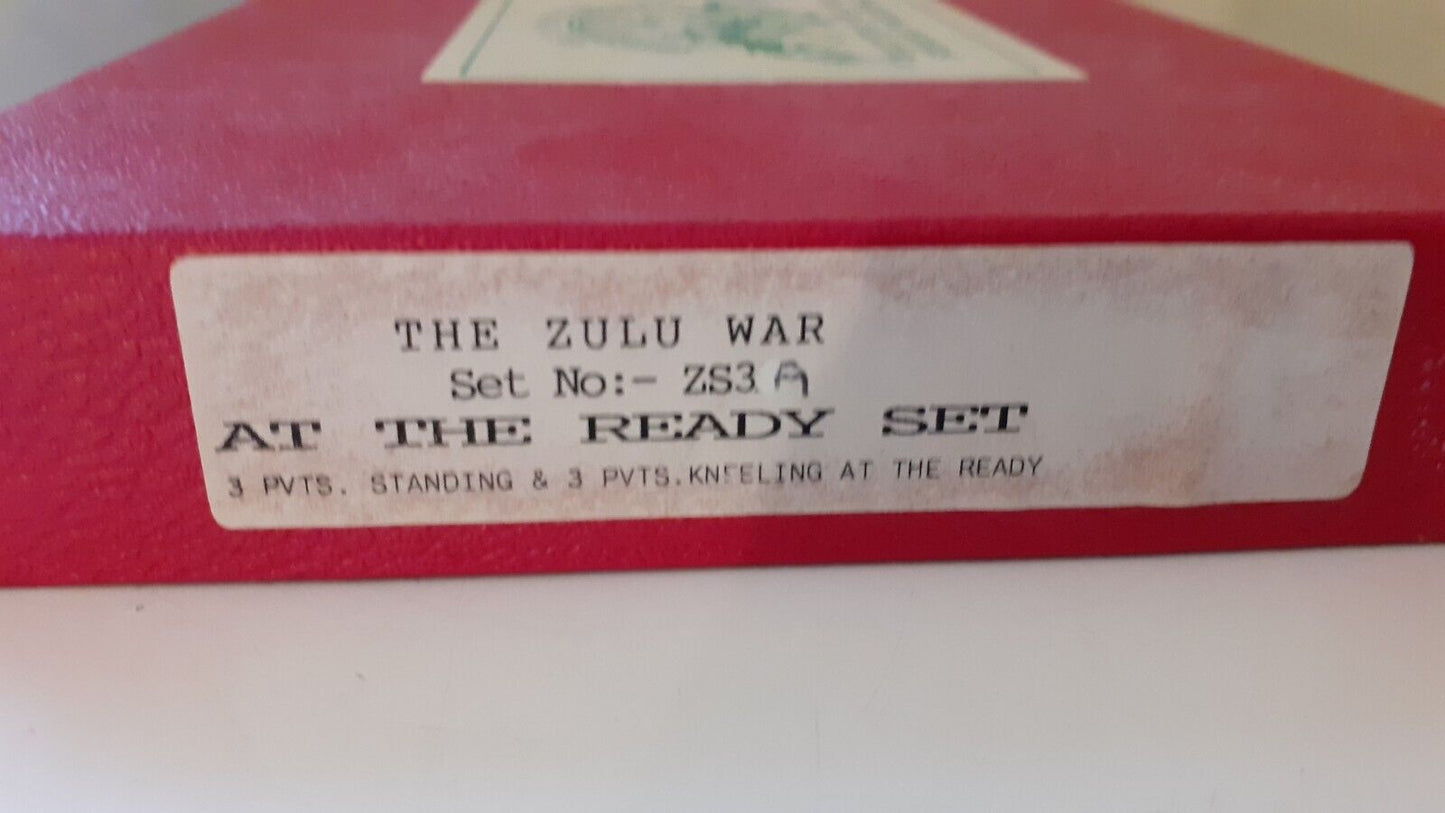 THE ZULU WAR
Set No:- ZS3 A
AT THE READY SET
3 PVTS. STANDING & 3 PVTS.KNEELING AT THE READY